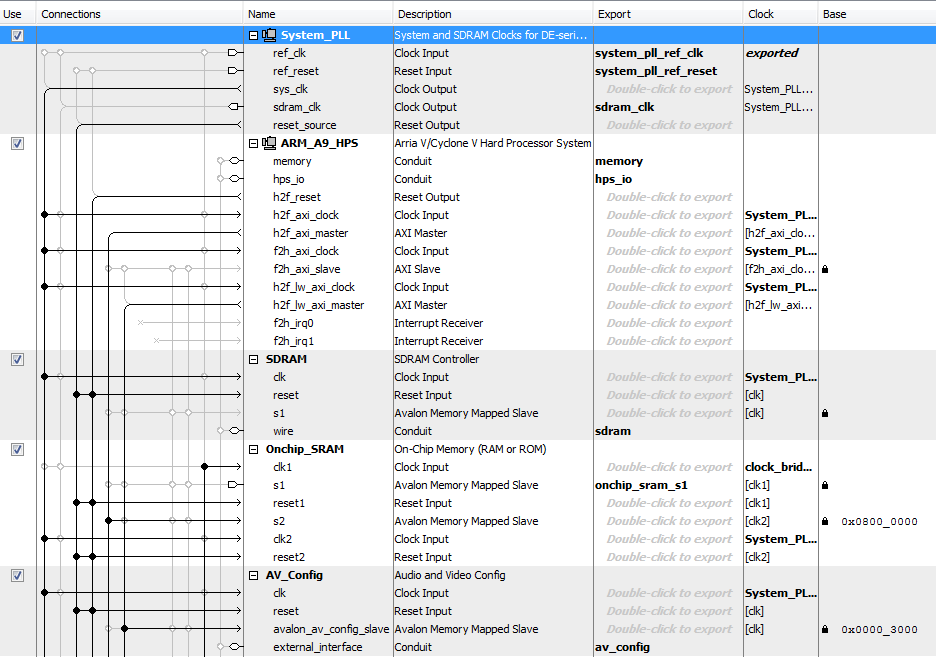 Use Connections Name Description Export Clock Base
System_PLL System and SDRAM Clocks for DE-seri...
ref_clk Clock Input system_pll_ref_clk exported
ref_reset Reset Input system_pll_ref_reset
sys_clk Clock Output Double-click to export System_PLL...
sdram_clk Clock Output sdram_clk System_PLL...
reset_source Reset Output Double-click to export
ARM_A9_HPS Arria V/Cyclone V Hard Processor System
memory Conduit memory
hps_io Conduit hps_io
h2f_reset Reset Output Double-click to export
h2f_axi_clock Clock Input Double-click to export System_PL...
h2f_axi_master AXI Master Double-click to export [h2f_axi_clo...
f2h_axi_clock Clock Input Double-click to export System_PL...
f2h_axi_slave AXI Slave Double-click to export [f2h_axi_clo...
h2f_lw_axi_clock Clock Input Double-click to export System_PL...
h2f_lw_axi_master AXI Master Double-click to export [h2f_lw_axi...
f2h_irq0 Interrupt Receiver Double-click to export
f2h_irq1 Interrupt Receiver Double-click to export
SDRAM SDRAM Controller
clk Clock Input Double-click to export System_PL...
reset Reset Input Double-click to export [clk]
s1 Avalon Memory Mapped Slave Double-click to export [clk]
wire Conduit sdram
Onchip_SRAM On-Chip Memory (RAM or ROM)
clk1 Clock Input Double-click to export clock_brid...
s1 Avalon Memory Mapped Slave onchip_sram_s1 [clk1]
reset1 Reset Input Double-click to export [clk1]
s2 Avalon Memory Mapped Slave Double-click to export [clk2] 0x0800_0000
clk2 Clock Input Double-click to export System_PL...
reset2 Reset Input Double-click to export [clk2]
AV_Config Audio and Video Config
clk Clock Input Double-click to export System_PL...
reset Reset Input Double-click to export [clk]
avalon_av_config_slave Avalon Memory Mapped Slave Double-click to export [clk] 0x0000_3000
external_interface Conduit av_config